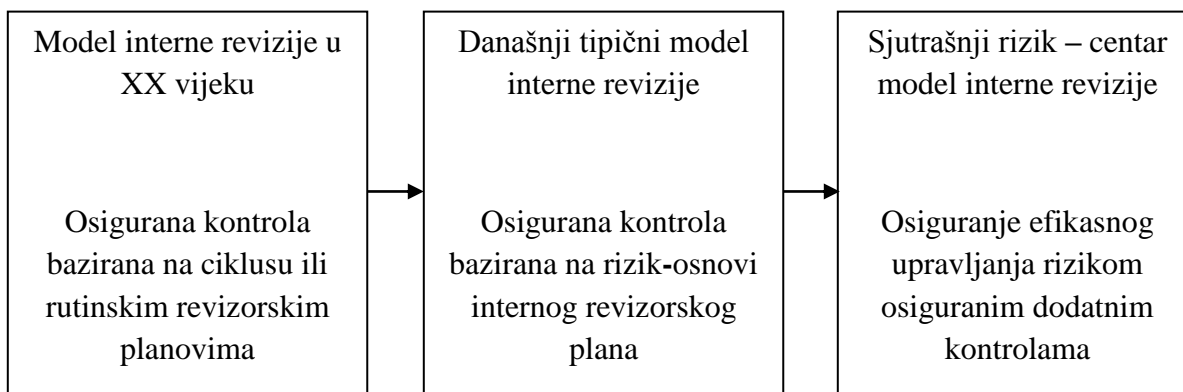 Model interne revizije u
XX vijeku
Osigurana kontrola
bazirana na ciklusu ili
rutinskim revizorskim
planovima
Današnji tipični model
interne revizije
Osigurana kontrola
bazirana na rizik-osnovi
internog revizorskog
plana
Sjutrašnji rizik – centar
model interne revizije
Osiguranje efikasnog
upravljanja rizikom
osiguranim dodatnim
kontrolama